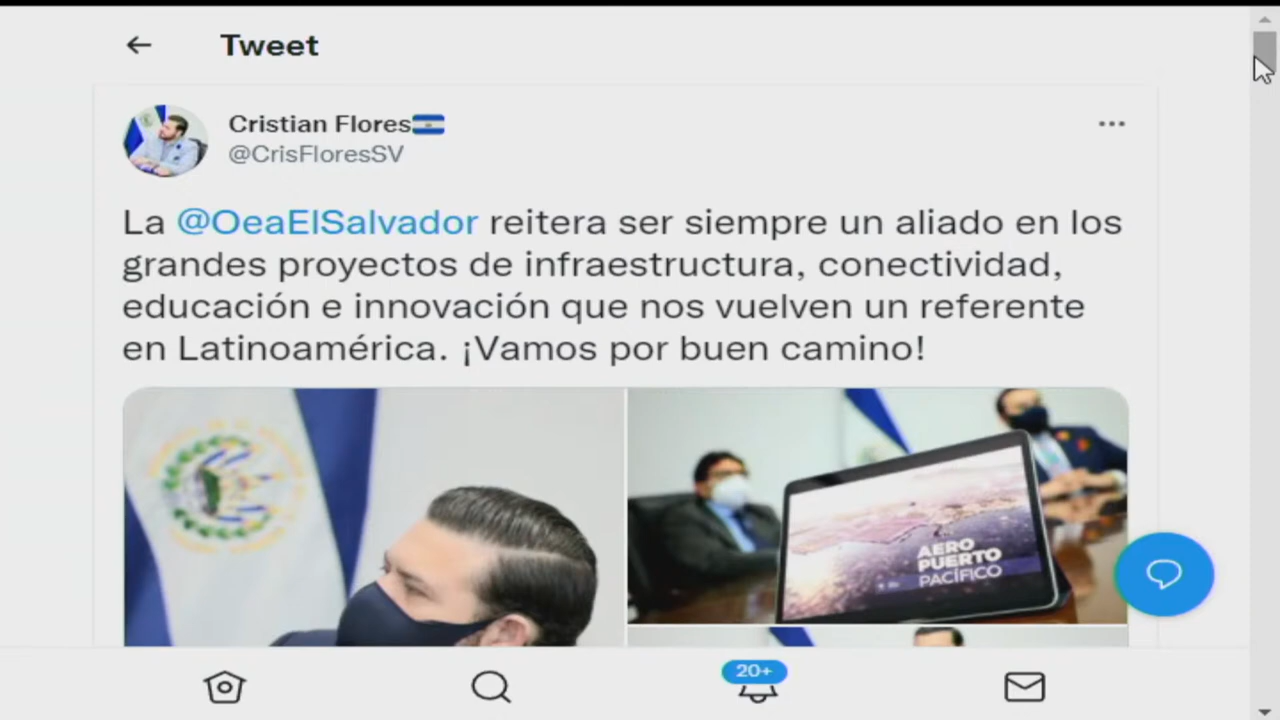 Tweet
Cristian Flores
@CrisFloresSV
La @OeaElSalvador reitera ser siempre un aliado en los
grandes proyectos de infraestructura, conectividad,
educación e innovación que nos vuelven un referente
en Latinoamérica. ¡Vamos por buen camino!
AERO
PUERTO
PACÍFICO
20+